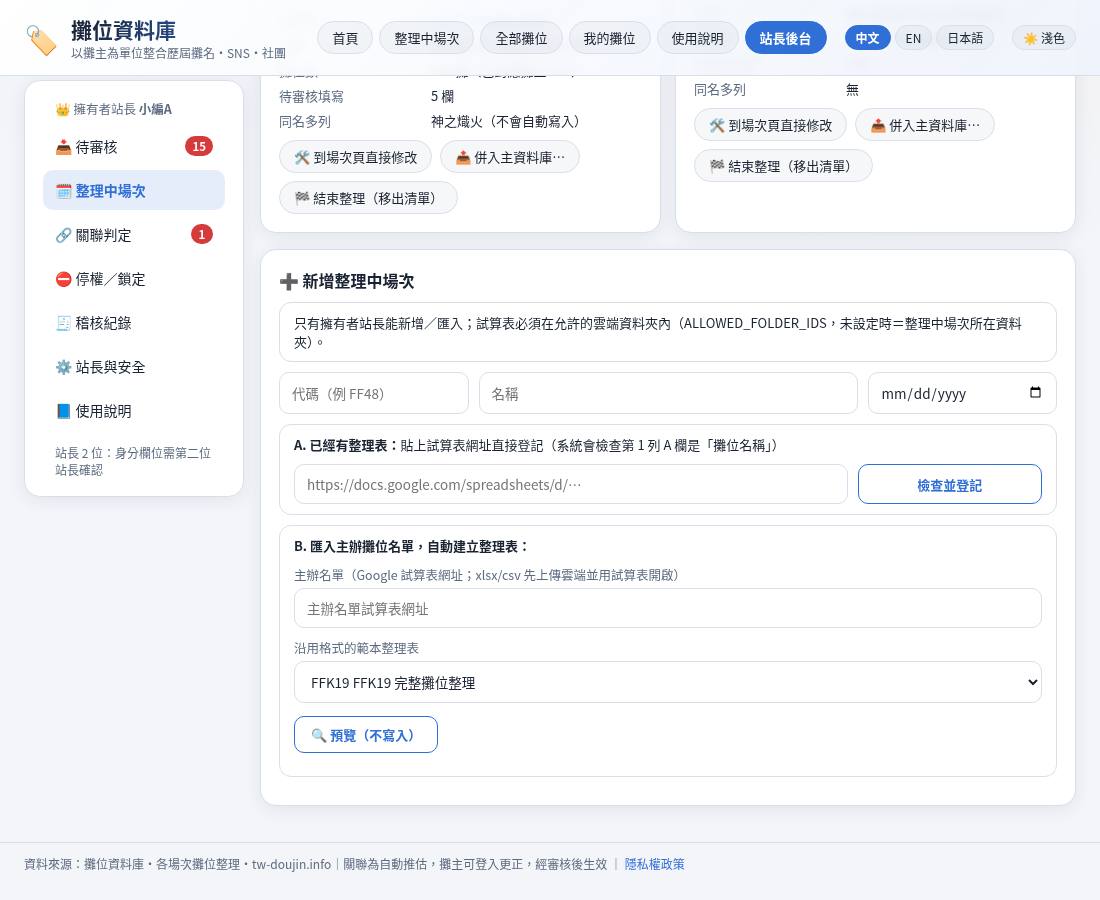 攤位資料庫
以攤主為單位整合歷屆攤名・SNS・社團
首頁
整理中場次
全部攤位
我的攤位
使用說明
站長後台
中文
EN
日本語
☀️ 淺色
👑 擁有者站長 小編A
📥 待審核
15
🗓️ 整理中場次
🔗 關聯判定
1
⛔ 停權／鎖定
🧾 稽核紀錄
⚙️ 站長與安全
📘 使用說明
站長 2 位：身分欄位需第二位
站長確認
待審核填寫
5 欄
同名多列
神之熾火（不會自動寫入）
🛠️ 到場次頁直接修改
📤 併入主資料庫…
🏁 結束整理（移出清單）
同名多列
無
🛠️ 到場次頁直接修改
📤 併入主資料庫…
🏁 結束整理（移出清單）
➕ 新增整理中場次
只有擁有者站長能新增／匯入；試算表必須在允許的雲端資料夾內（ALLOWED_FOLDER_IDS，未設定時＝整理中場次所在資料
夾）。
代碼（例 FF48）
名稱
mm/dd/yyyy
A. 已經有整理表：貼上試算表網址直接登記（系統會檢查第 1 列 A 欄是「攤位名稱」）
https://docs.google.com/spreadsheets/d/…
檢查並登記
B. 匯入主辦攤位名單，自動建立整理表：
主辦名單（Google 試算表網址；xlsx/csv 先上傳雲端並用試算表開啟）
主辦名單試算表網址
沿用格式的範本整理表
FFK19 FFK19 完整攤位整理
🔍 預覽（不寫入）
資料來源：攤位資料庫・各場次攤位整理・tw-doujin.info｜關聯為自動推估，攤主可登入更正，經審核後生效 ｜ 隱私權政策